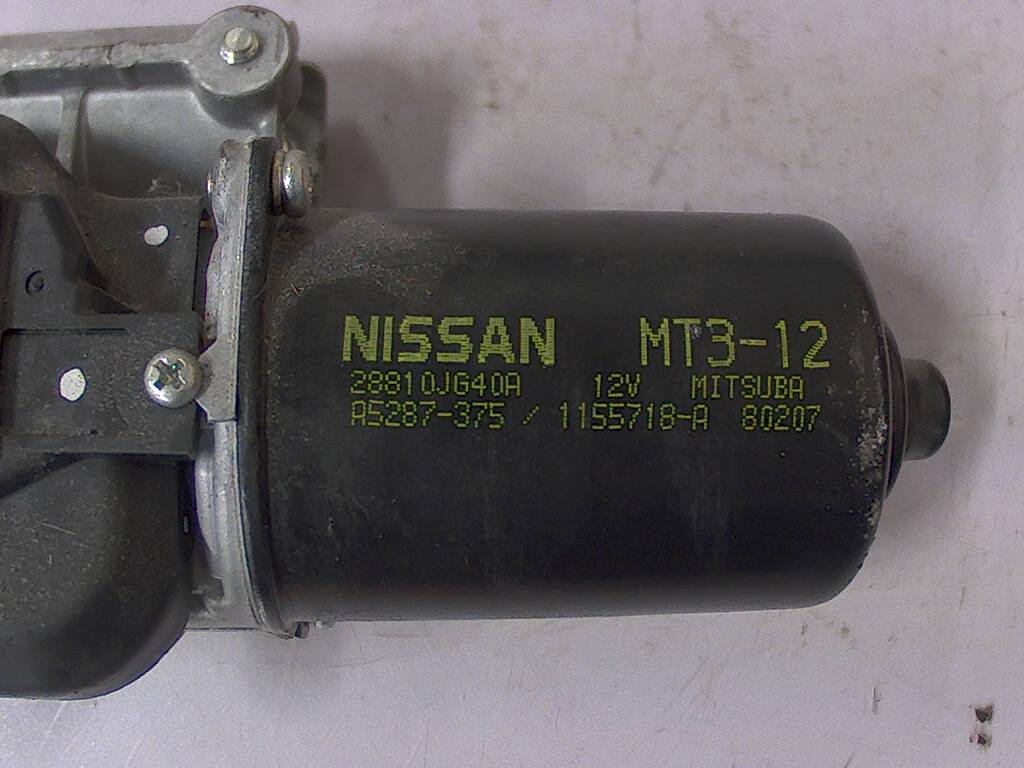 NISSAN MT3-12
28810JG40A 12V MITSUBA
A5287-375 / 1155718-A 80207